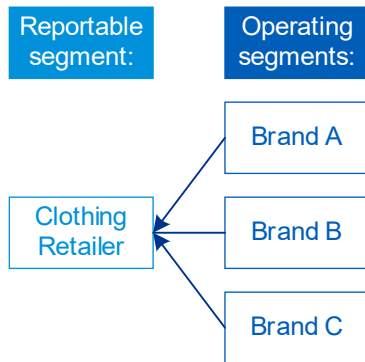 Reportable
segment:
Operating
segments:
Brand A
Clothing
Retailer
Brand B
Brand C